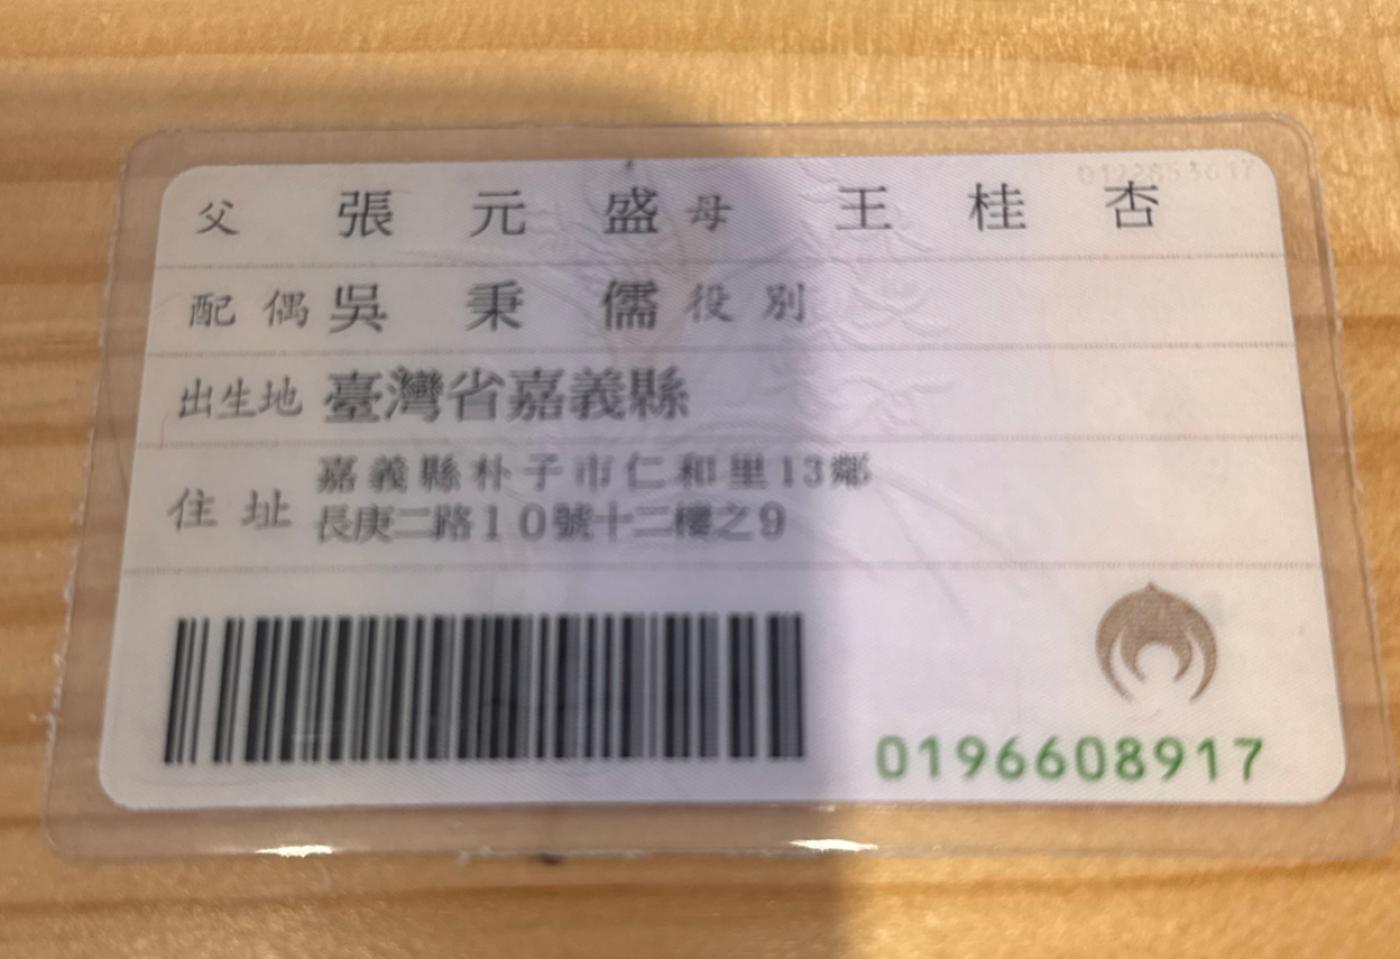 父 張元盛 母 王桂杏
配偶 吳秉儒 役別
出生地 臺灣省嘉義縣
住址 嘉義縣朴子市仁和里13鄰
長庚二路10號十二樓之9
0196608917